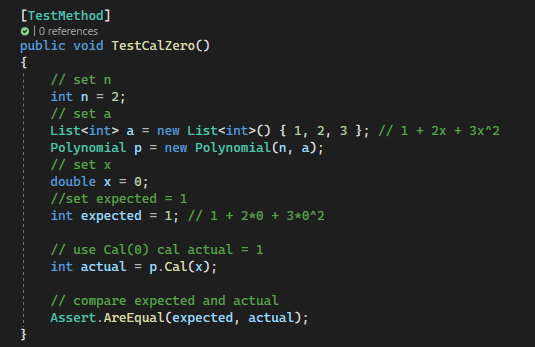 [TestMethod]
| 0 references
public void TestCalZero()
{
// set n
int n = 2;
// set a
List<int> a = new List<int>() { 1, 2, 3 }; // 1 + 2x + 3x^2
Polynomial p = new Polynomial(n, a);
// set x
double x = 0;
//set expected = 1
int expected = 1; // 1 + 2*0 + 3*0^2
// use Cal(0) cal actual = 1
int actual = p.Cal(x);
// compare expected and actual
Assert.AreEqual(expected, actual);
}